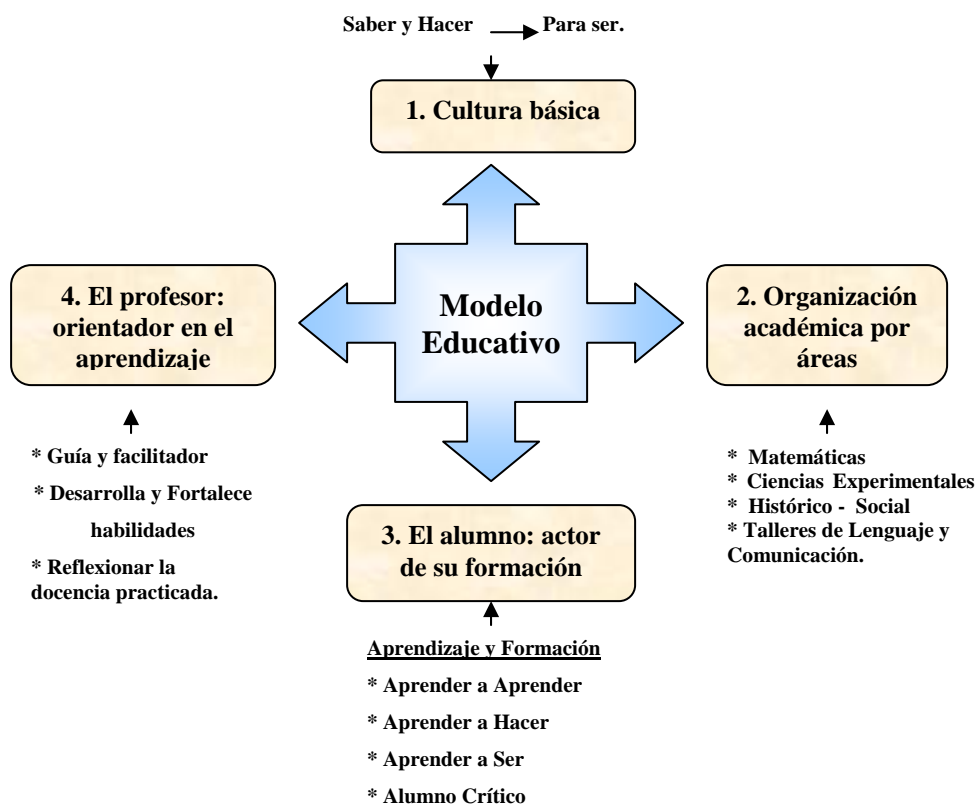 Saber y Hacer Para ser.
1. Cultura básica
Modelo
Educativo
2. Organización
académica por
áreas
* Matemáticas
* Ciencias Experimentales
* Histórico - Social
* Talleres de Lenguaje y
Comunicación.
3. El alumno: actor
de su formación
Aprendizaje y Formación
* Aprender a Aprender
* Aprender a Hacer
* Aprender a Ser
* Alumno Crítico
4. El profesor:
orientador en el
aprendizaje
* Guía y facilitador
* Desarrolla y Fortalece
habilidades
* Reflexionar la
docencia practicada.